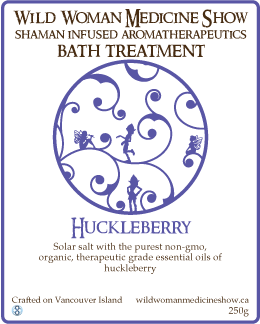 Wild Woman Medicine Show
Shaman Infused Aromatherapeutics
Bath Treatment
Huckleberry
Solar salt with the purest non-gmo,
organic, therapeutic grade essential oils of
huckleberry
Crafted on Vancouver Island wildwomanmedicineshow.ca
250g